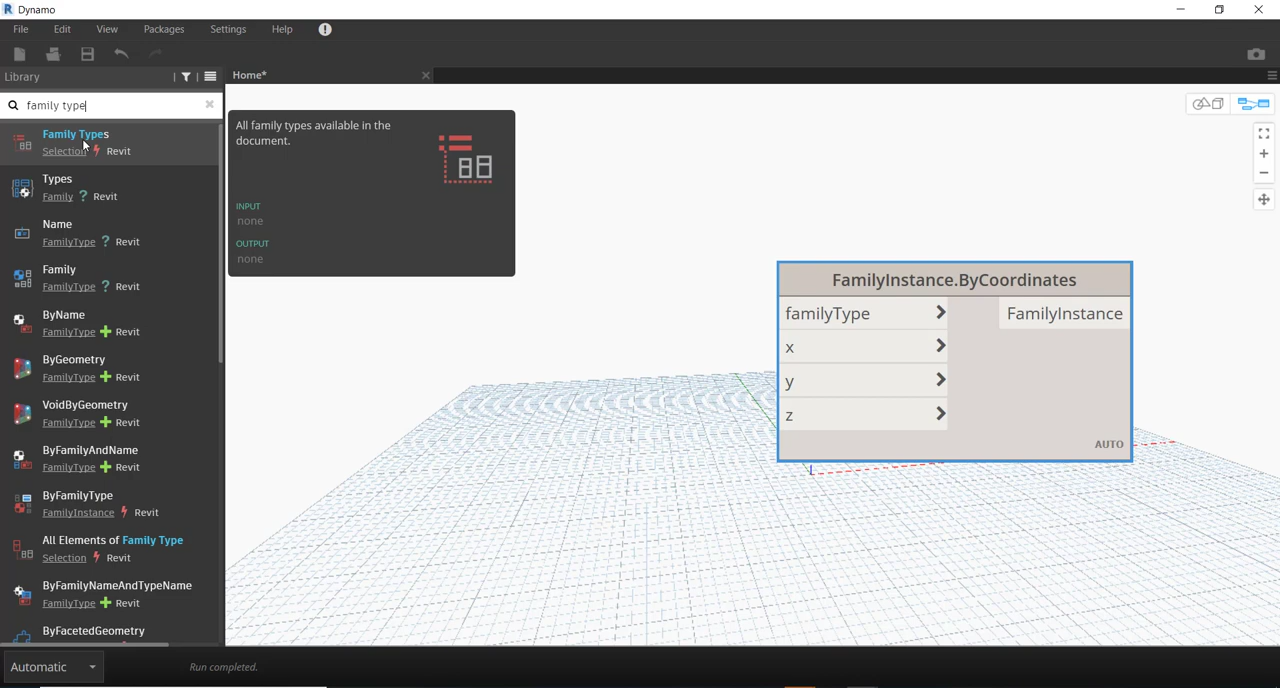 Dynamo
File Edit View Packages Settings Help
Library
Home*
family type
Family Types
Selection Revit
Types
Family ? Revit
Name
FamilyType ? Revit
Family
FamilyType ? Revit
ByName
FamilyType + Revit
ByGeometry
FamilyType + Revit
VoidByGeometry
FamilyType + Revit
ByFamilyAndName
FamilyType + Revit
ByFamilyType
FamilyInstance Revit
All Elements of Family Type
Selection Revit
ByFamilyNameAndTypeName
FamilyType + Revit
ByFacetedGeometry
All family types available in the
document.
INPUT
none
OUTPUT
none
FamilyInstance.ByCoordinates
familyType > FamilyInstance
x >
y >
z >
AUTO
Automatic
Run completed.